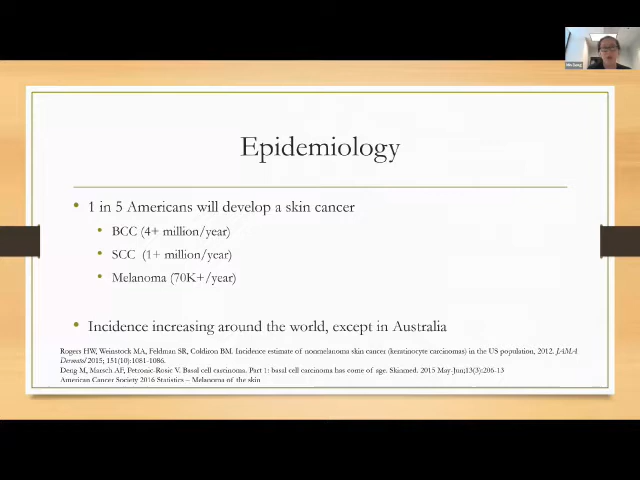 Epidemiology
• 1 in 5 Americans will develop a skin cancer
• BCC (4+ million/year)
• SCC (1+ million/year)
• Melanoma (70K+/year)
• Incidence increasing around the world, except in Australia
Rogers HW, Weinstock MA, Feldman SR, Coldiron BM. Incidence estimate of nonmelanoma skin cancer (keratinocyte carcinomas) in the US population, 2012. JAMA
Dermatol 2015; 151(10):1081-1086.
Deng M, Marsch AF, Petronic-Rosic V. Basal cell carcinoma. Part 1: basal cell carcinoma has come of age. Skinmed. 2015 May-Jun;13(3):206-13
American Cancer Society 2016 Statistics – Melanoma of the skin